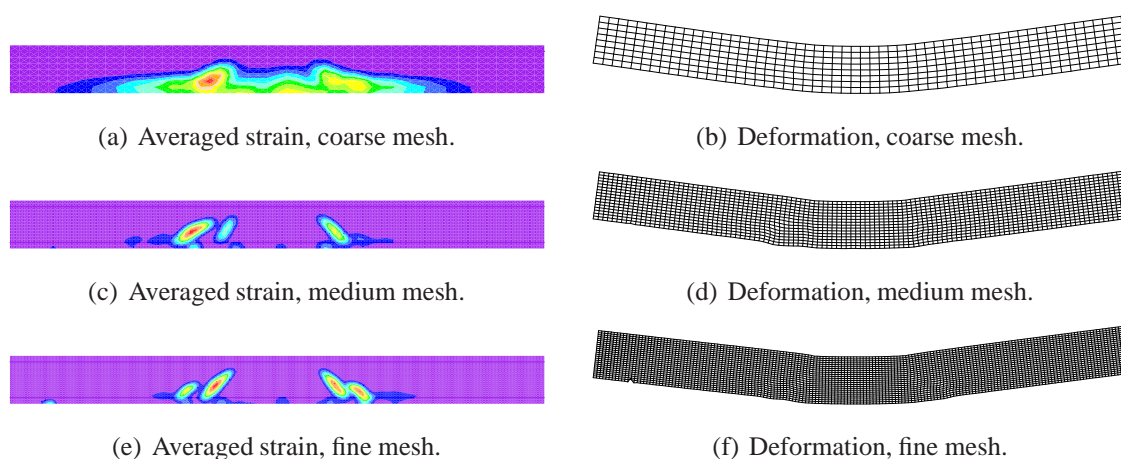 (a) Averaged strain, coarse mesh.
(b) Deformation, coarse mesh.
(c) Averaged strain, medium mesh.
(d) Deformation, medium mesh.
(e) Averaged strain, fine mesh.
(f) Deformation, fine mesh.